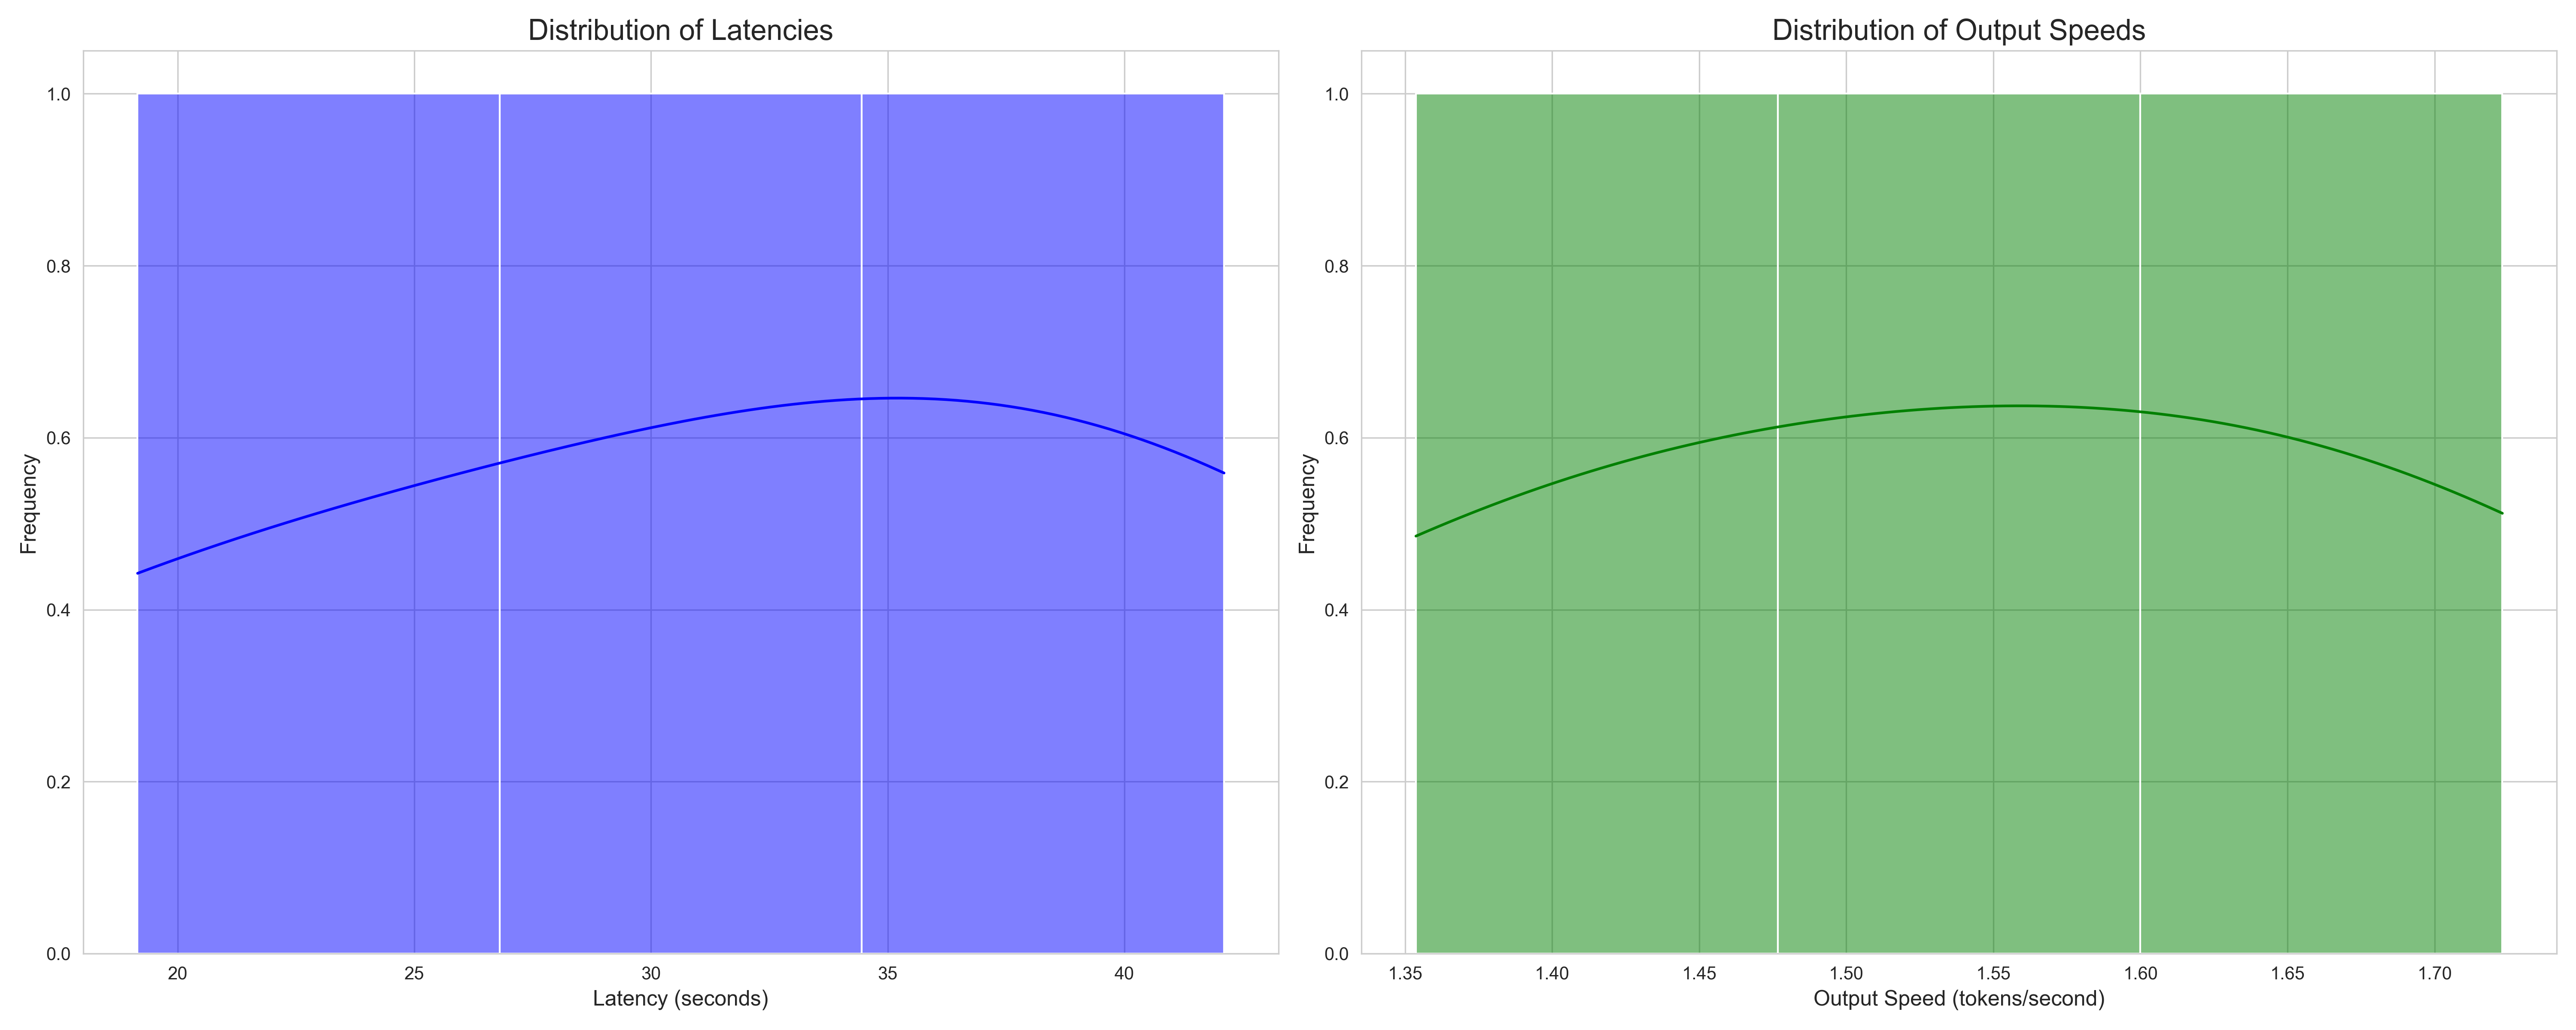 Distribution of Latencies
1.0
0.8
0.6
0.4
0.2
0.0
Frequency
20 25 30 35 40
Latency (seconds)
Distribution of Output Speeds
1.0
0.8
0.6
0.4
0.2
0.0
Frequency
1.35 1.40 1.45 1.50 1.55 1.60 1.65 1.70
Output Speed (tokens/second)